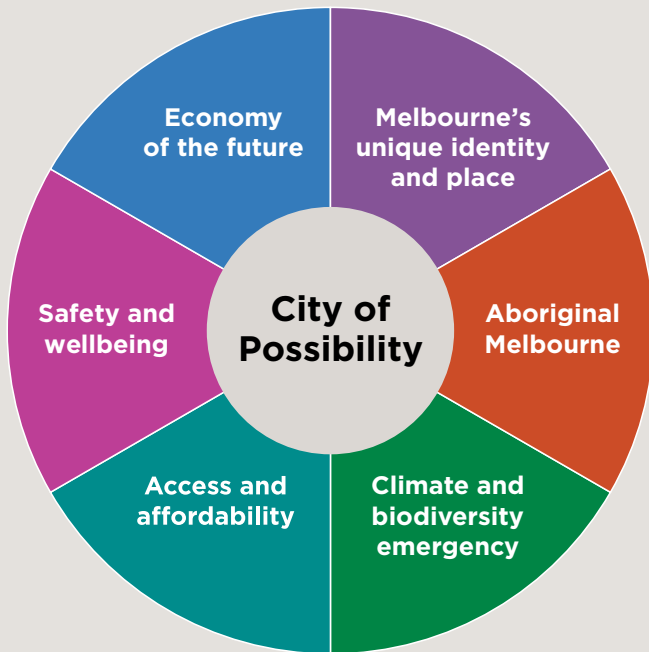 Economy
of the future
Melbourne's
unique identity
and place
Safety and
wellbeing
City of
Possibility
Aboriginal
Melbourne
Access and
affordability
Climate and
biodiversity
emergency